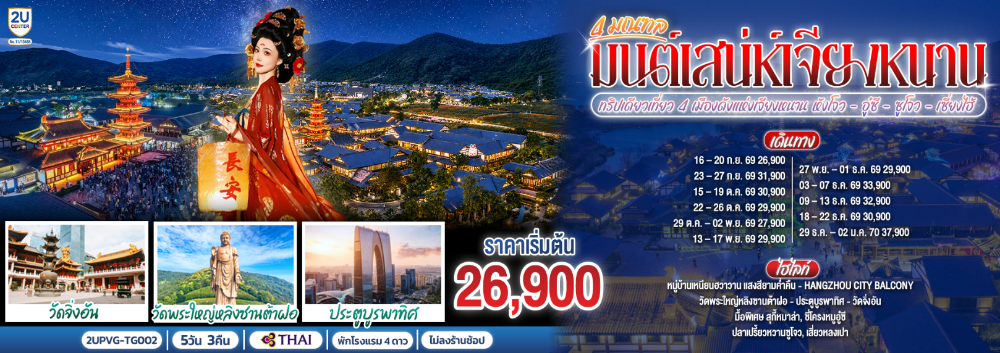 2U
CENTER
No.11/13488
長安
4 มณฑล
มนต์เสน่ห์เจียงหนาน
ทริปเดียวเที่ยว 4 เมืองดังแห่งเจียงหนาน หังโจว - อู๋ซี - ซูโจว - เซี่ยงไฮ้
เดินทาง
16 – 20 ก.ย. 69 26,900
23 – 27 ก.ย. 69 31,900
15 – 19 ต.ค. 69 30,900
22 – 26 ต.ค. 69 29,900
29 ต.ค. – 02 พ.ย. 69 27,900
13 – 17 พ.ย. 69 29,900
27 พ.ย. – 01 ธ.ค. 69 29,900
03 – 07 ธ.ค. 69 33,900
09 – 13 ธ.ค. 69 32,900
18 – 22 ธ.ค. 69 30,900
29 ธ.ค. – 02 ม.ค. 70 37,900
ไฮไลท์
หมู่บ้านเหนียนฮวาวาน แสงสียามค่ำคืน - HANGZHOU CITY BALCONY
วัดพระใหญ่หลิงซานต้าฝอ - ประตูบูรพาทิศ - วัดจิ่งอัน
มื้อพิเศษ สุกี้หมาล่า, ซี่โครงหมูอู๋ซี
ปลาเปรี้ยวหวานซูโจว, เสี่ยวหลงเปา
ราคาเริ่มต้น
26,900
วัดจิ่งอัน
วัดพระใหญ่หลิงซานต้าฝอ
ประตูบูรพาทิศ
2UPVG-TG002
5วัน 3คืน
THAI
พักโรงแรม 4 ดาว
ไม่ลงร้านช้อป